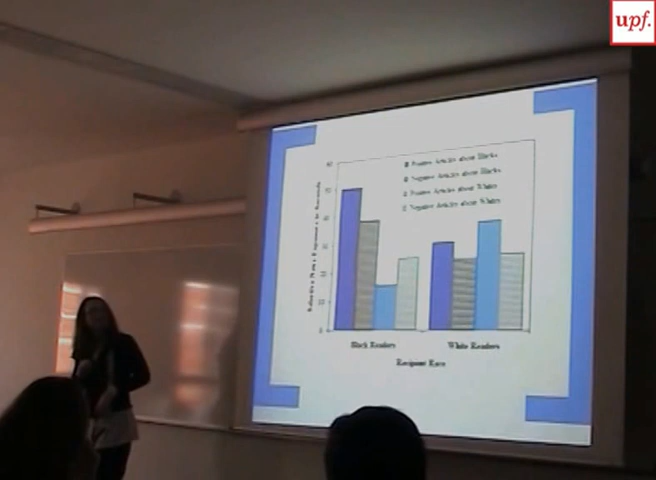 upf.
Positive Articles about Blacks
Negative Articles about Blacks
Positive Articles about Whites
Negative Articles about Whites
Black Readers
White Readers
Recipient Race